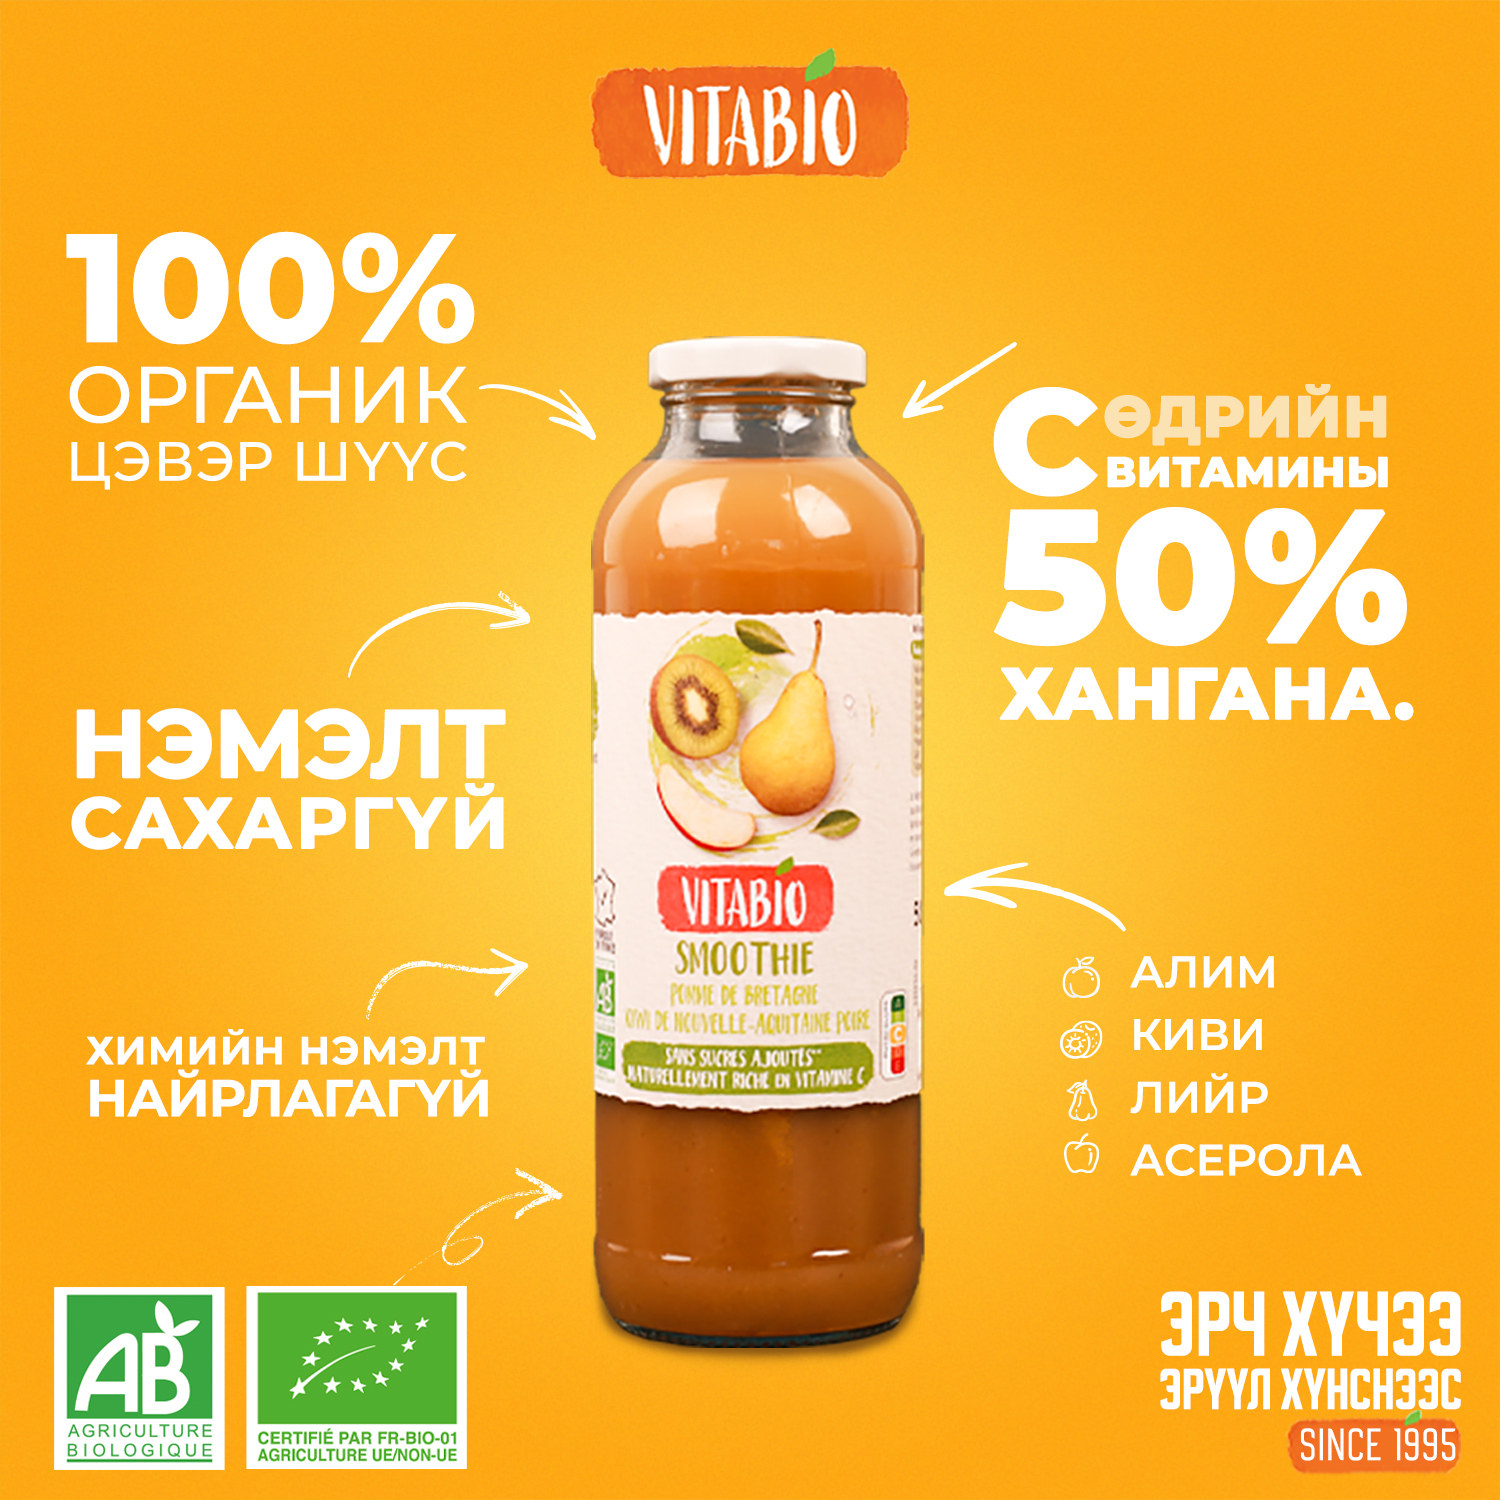 VITABIO
100%
ОРГАНИК
ЦЭВЭР ШҮҮС
C ӨДРИЙН
ВИТАМИНЫ
50%
ХАНГАНА.
НЭМЭЛТ
САХАРГҮЙ
ХИМИЙН НЭМЭЛТ
НАЙРЛАГАГҮЙ
VITABIO
SMOOTHIE
POMME DE BRETAGNE
KIWI DE NOUVELLE-AQUITAINE POIRE
SANS SUCRES AJOUTÉS**
NATURELLEMENT RICHE EN VITAMINE C
АЛИМ
КИВИ
ЛИЙР
АСЕРОЛА
AB
AGRICULTURE
BIOLOGIQUE
CERTIFIÉ PAR FR-BIO-01
AGRICULTURE UE/NON-UE
ЭРЧ ХҮЧЭЭ
ЭРҮҮЛ ХҮНСНЭЭС
SINCE 1995